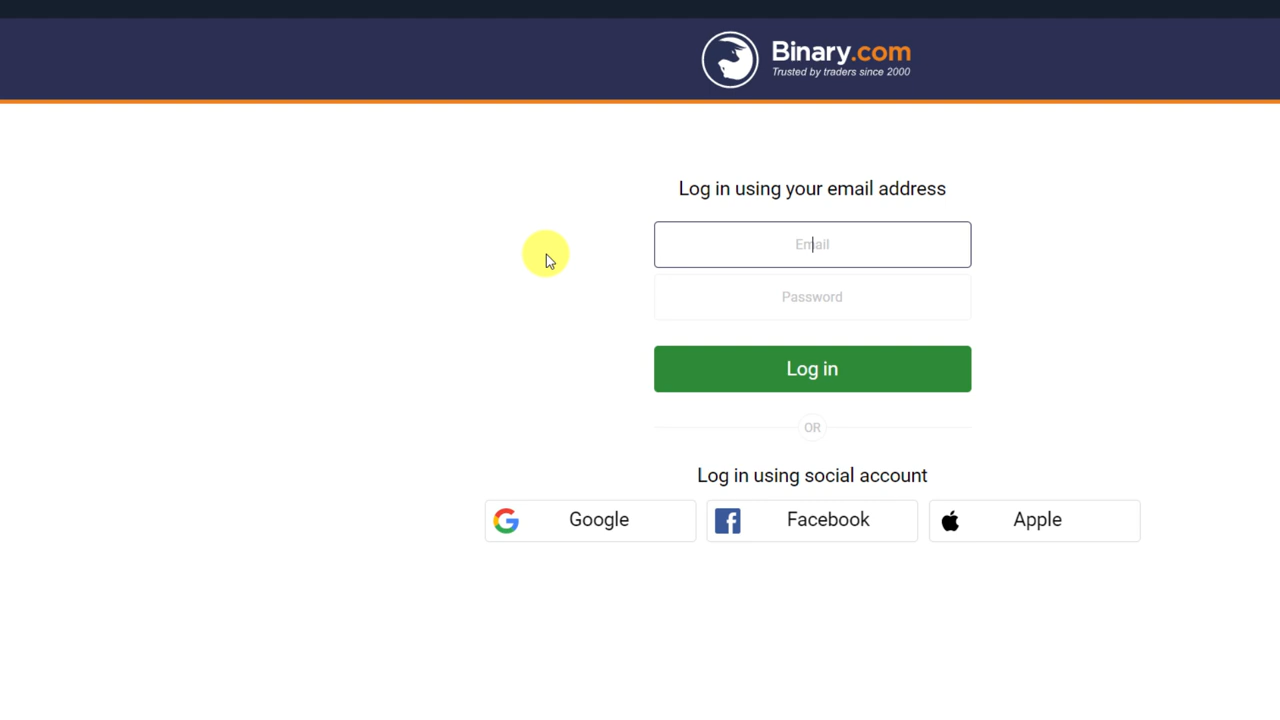 Binary.com
Trusted by traders since 2000
Log in using your email address
Email
Password
Log in
OR
Log in using social account
Google
Facebook
Apple